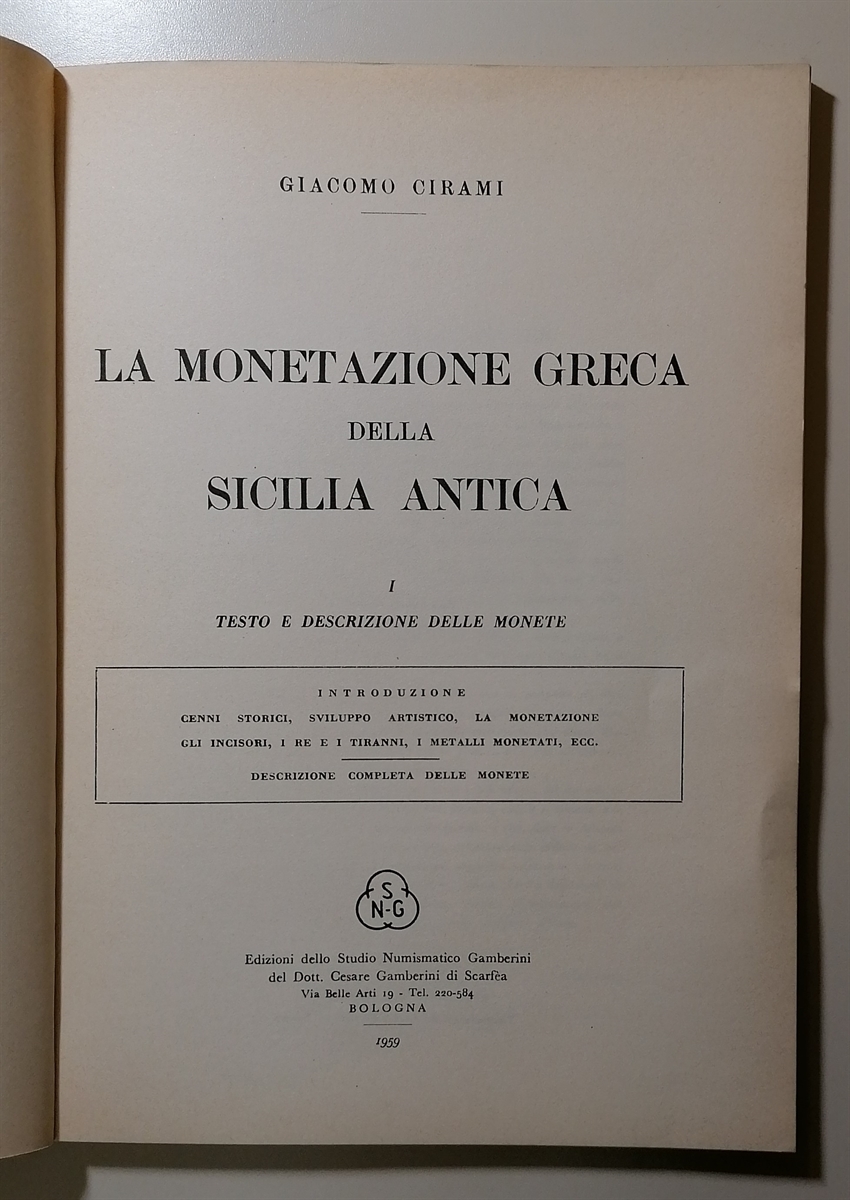 GIACOMO CIRAMI
LA MONETAZIONE GRECA
DELLA
SICILIA ANTICA
I
TESTO E DESCRIZIONE DELLE MONETE
INTRODUZIONE
CENNI STORICI, SVILUPPO ARTISTICO, LA MONETAZIONE
GLI INCISORI, I RE E I TIRANNI, I METALLI MONETATI, ECC.
DESCRIZIONE COMPLETA DELLE MONETE
S
N-G
Edizioni dello Studio Numismatico Gamberini
del Dott. Cesare Gamberini di Scarfèa
Via Belle Arti 19 - Tel. 220-584
BOLOGNA
1959